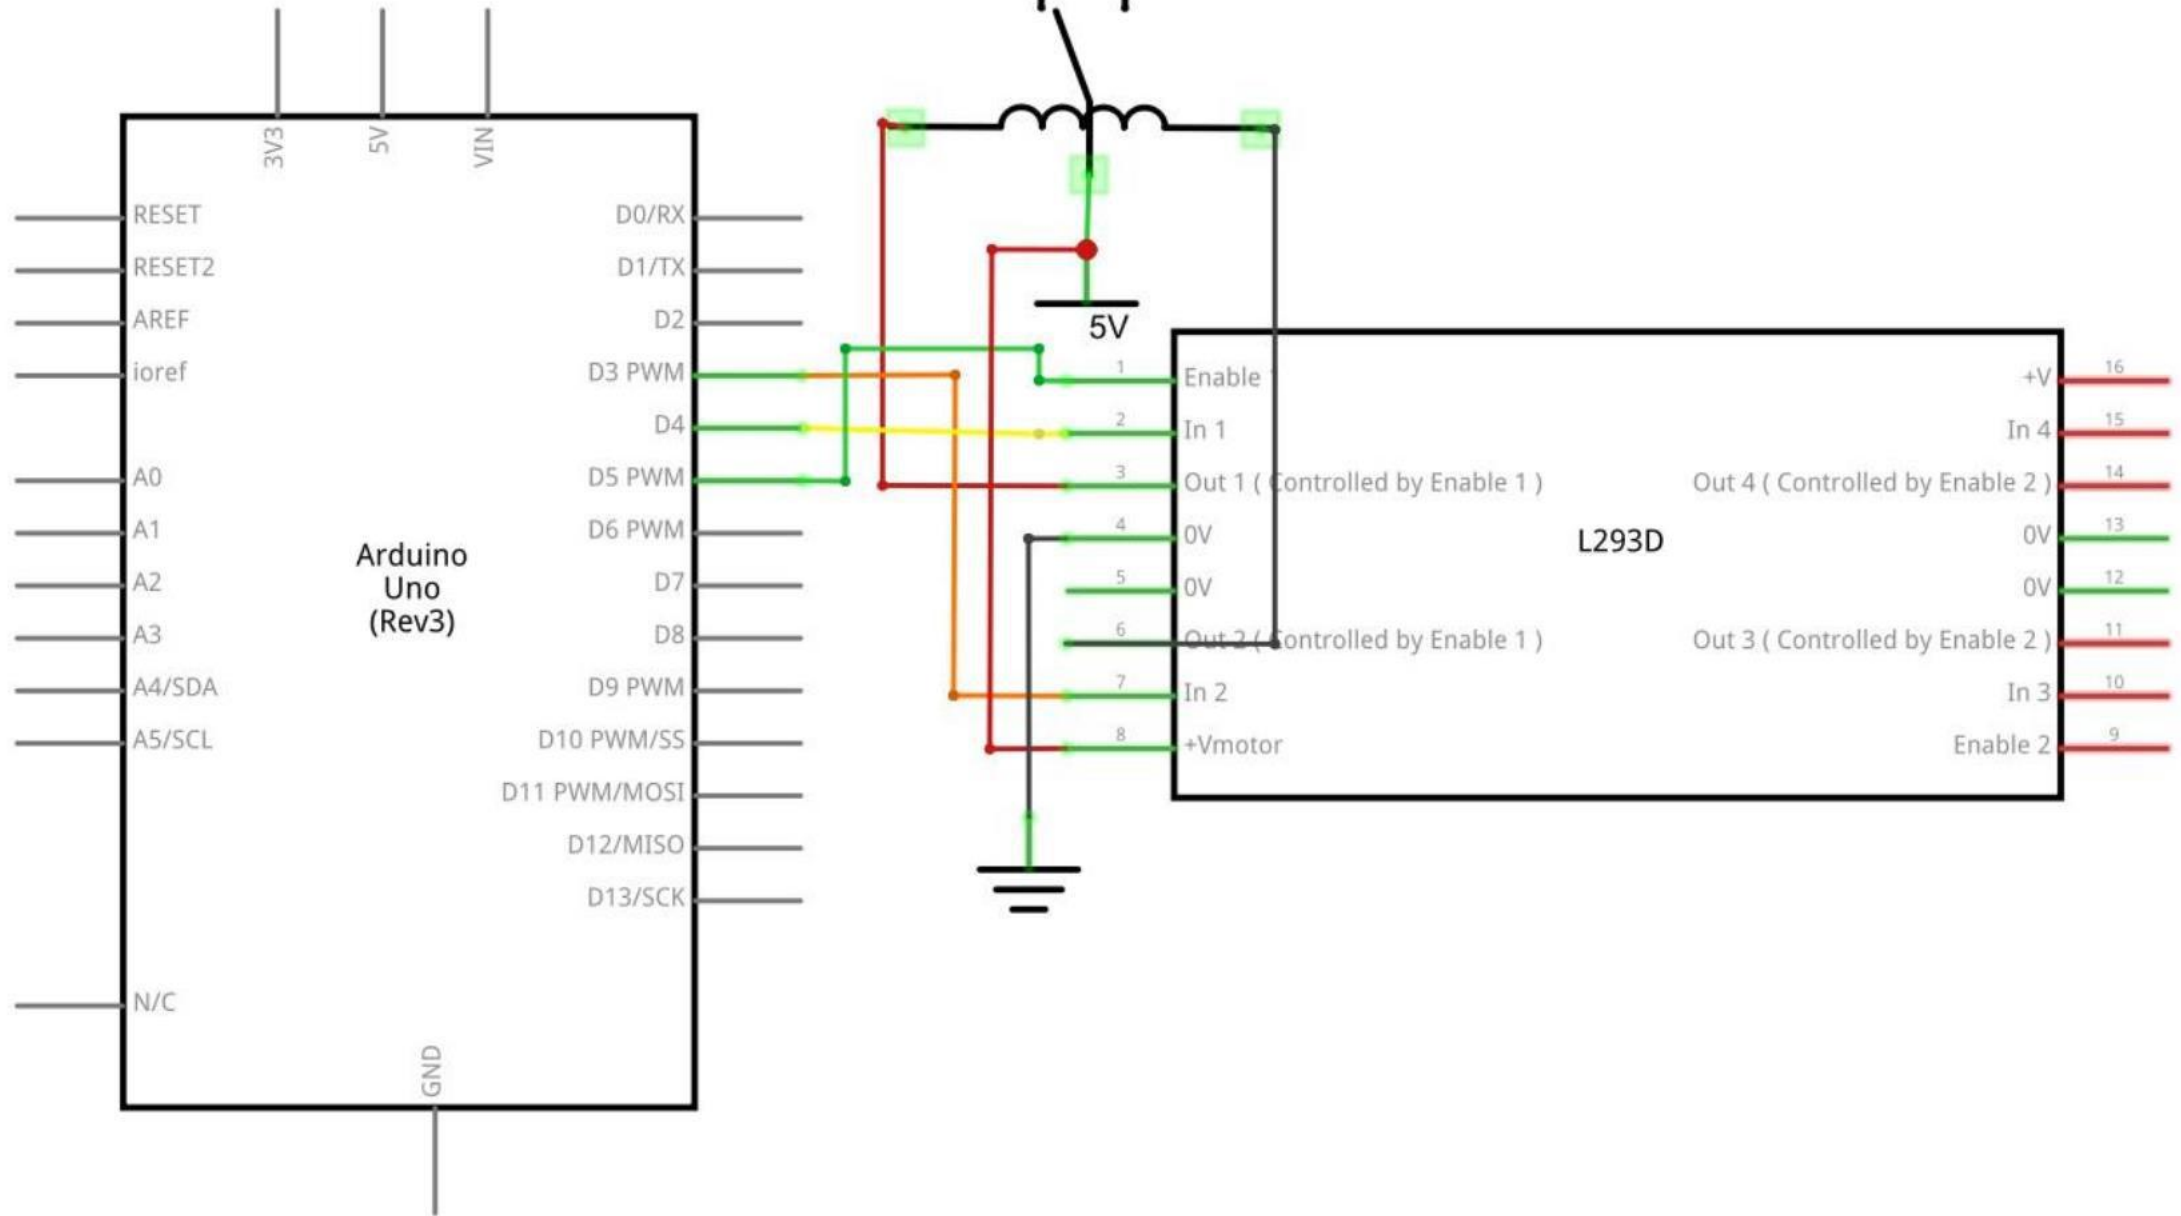 3V3
5V
VIN
RESET
RESET2
AREF
ioref
A0
A1
A2
A3
A4/SDA
A5/SCL
N/C
Arduino
Uno
(Rev3)
D0/RX
D1/TX
D2
D3 PWM
D4
D5 PWM
D6 PWM
D7
D8
D9 PWM
D10 PWM/SS
D11 PWM/MOSI
D12/MISO
D13/SCK
GND
5V
1 Enable 1
2 In 1
3 Out 1 ( Controlled by Enable 1 )
4 0V
5 0V
6 Out 2 ( Controlled by Enable 1 )
7 In 2
8 +Vmotor
L293D
+V 16
In 4 15
Out 4 ( Controlled by Enable 2 ) 14
0V 13
0V 12
Out 3 ( Controlled by Enable 2 ) 11
In 3 10
Enable 2 9